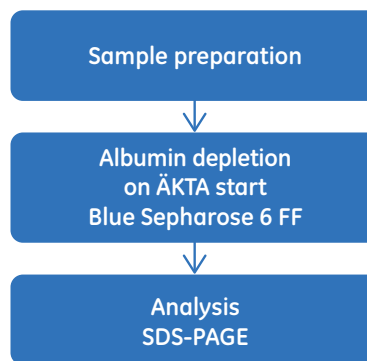 Sample preparation
Albumin depletion
on ÄKTA start
Blue Sepharose 6 FF
Analysis
SDS-PAGE